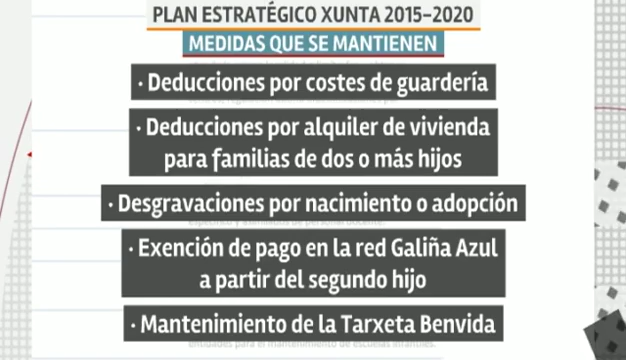 PLAN ESTRATÉGICO XUNTA 2015-2020
MEDIDAS QUE SE MANTIENEN
· Deducciones por costes de guardería
· Deducciones por alquiler de vivienda
para familias de dos o más hijos
· Desgravaciones por nacimiento o adopción
· Exención de pago en la red Galiña Azul
a partir del segundo hijo
· Mantenimiento de la Tarxeta Benvida